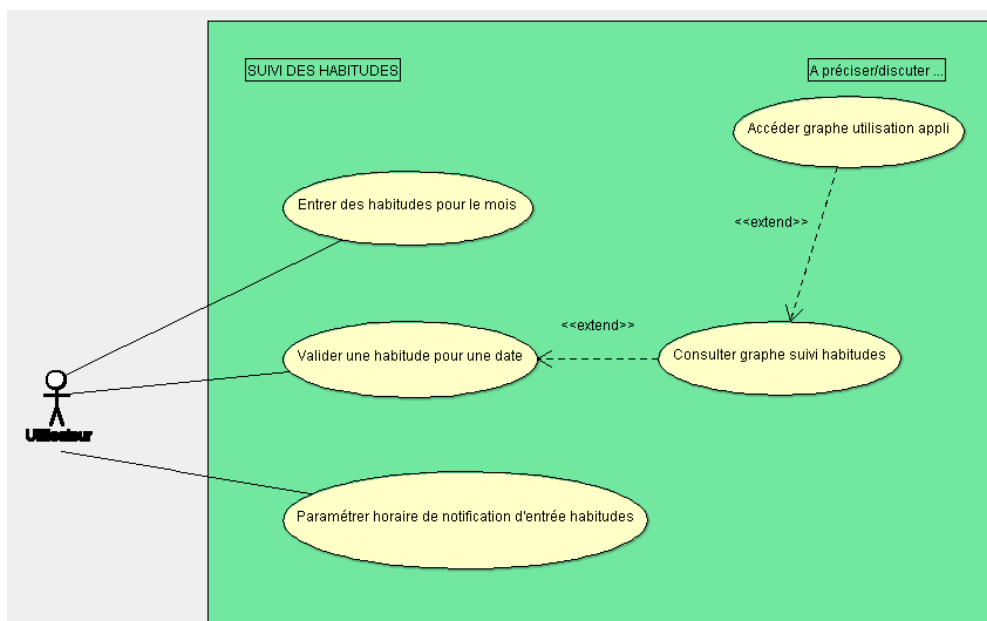 SUIVI DES HABITUDES
A préciser/discuter ...
Accéder graphe utilisation appli
Entrer des habitudes pour le mois
<<extend>>
<<extend>>
Valider une habitude pour une date
Consulter graphe suivi habitudes
Utilisateur
Paramétrer horaire de notification d'entrée habitudes